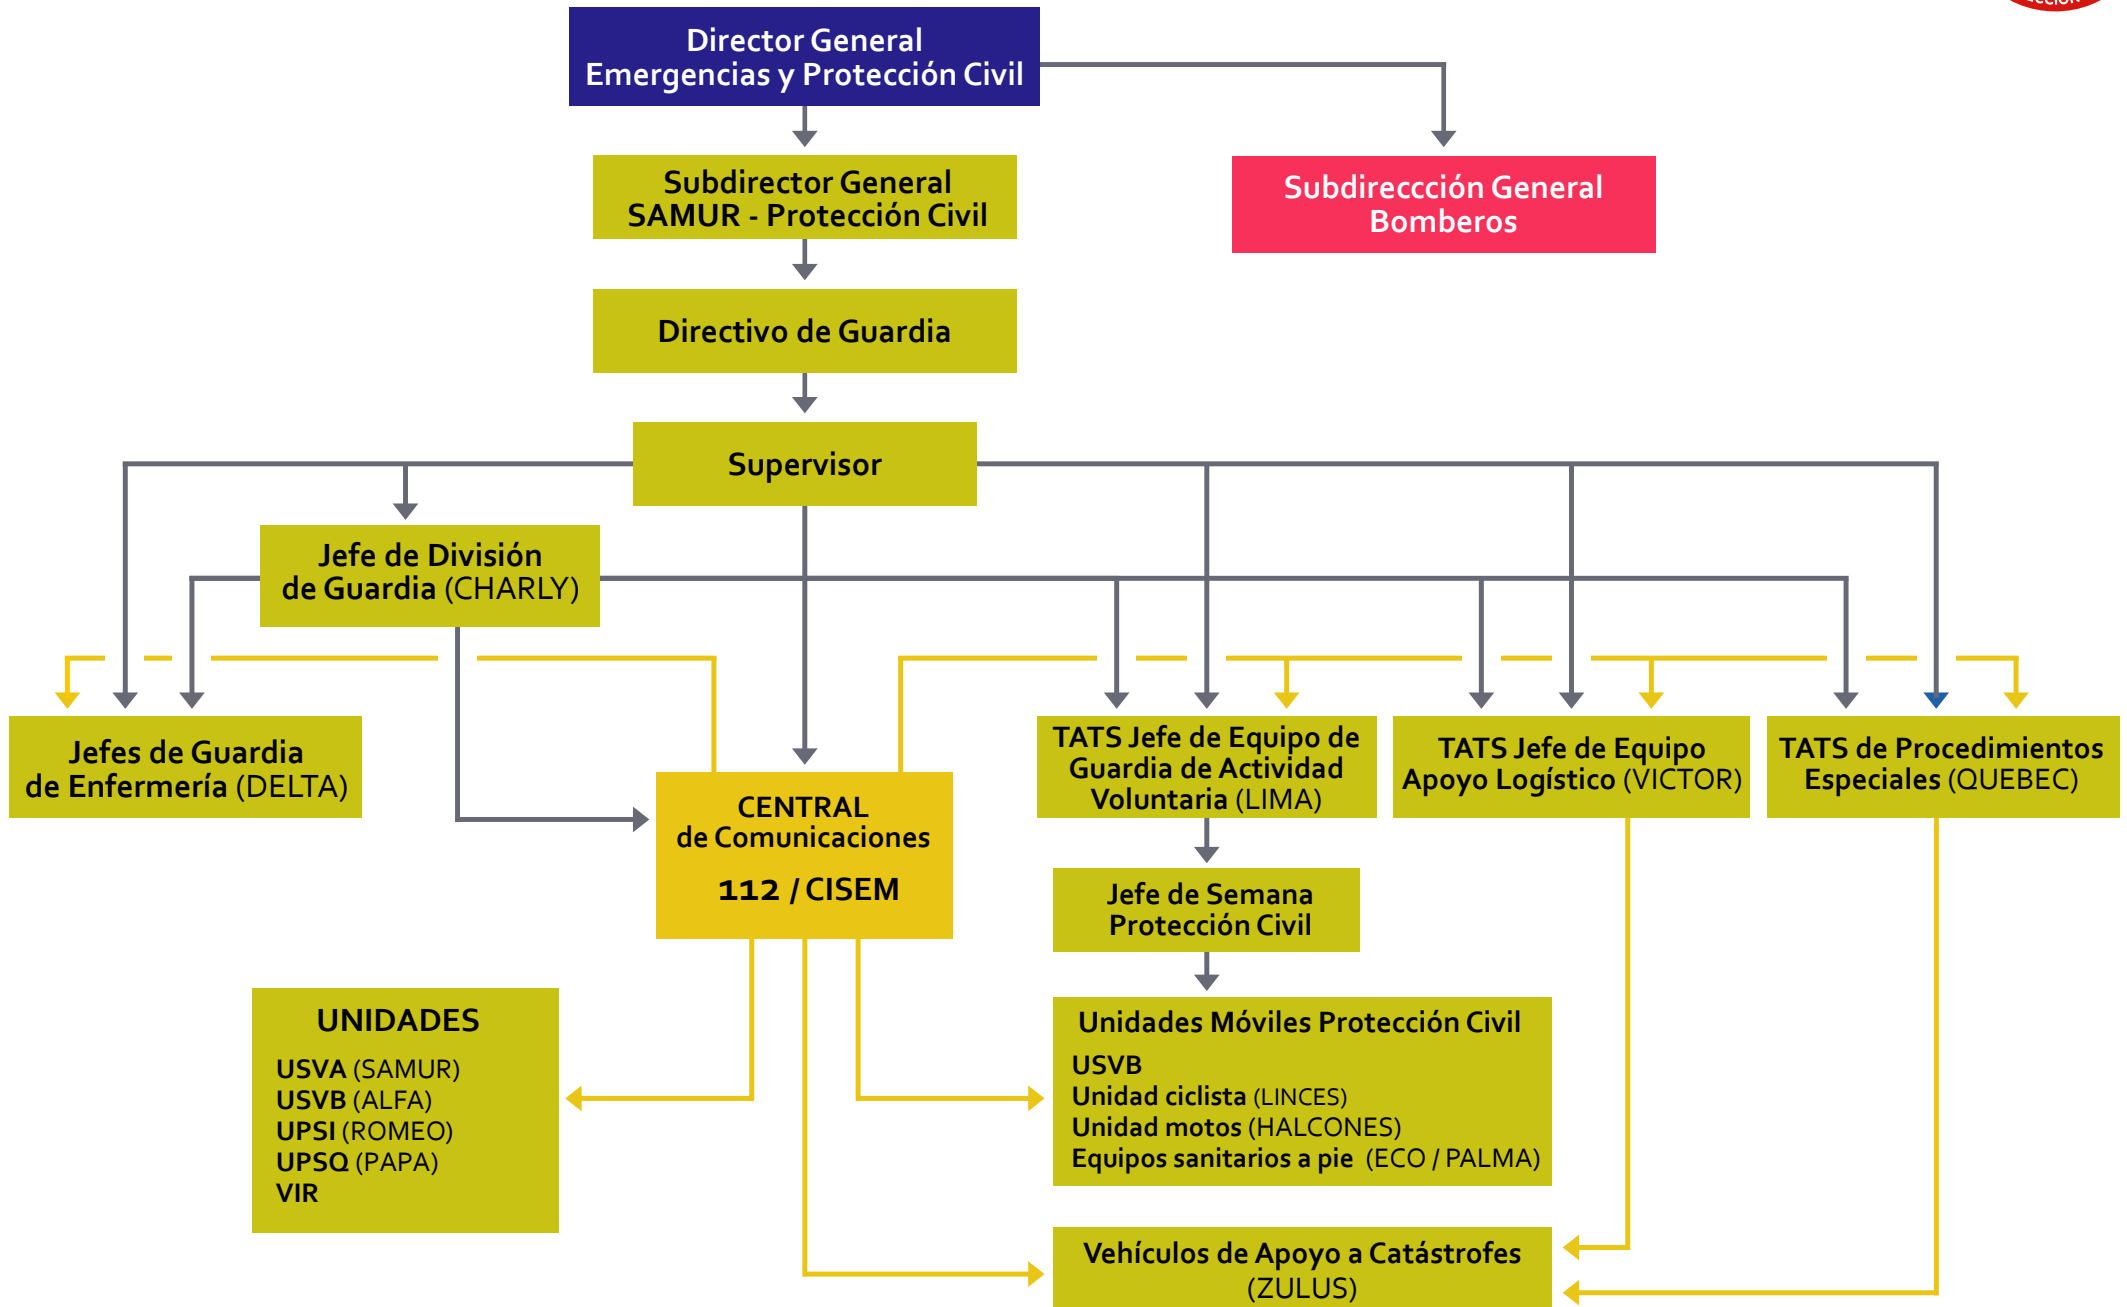 Director General
Emergencias y Protección Civil
Subdirector General
SAMUR - Protección Civil
Subdireccción General
Bomberos
Directivo de Guardia
Supervisor
Jefe de División
de Guardia (CHARLY)
Jefes de Guardia
de Enfermería (DELTA)
CENTRAL
de Comunicaciones
112 / CISEM
TATS Jefe de Equipo de
Guardia de Actividad
Voluntaria (LIMA)
TATS Jefe de Equipo
Apoyo Logístico (VICTOR)
TATS de Procedimientos
Especiales (QUEBEC)
Jefe de Semana
Protección Civil
UNIDADES
USVA (SAMUR)
USVB (ALFA)
UPSI (ROMEO)
UPSQ (PAPA)
VIR
Unidades Móviles Protección Civil
USVB
Unidad ciclista (LINCES)
Unidad motos (HALCONES)
Equipos sanitarios a pie (ECO / PALMA)
Vehículos de Apoyo a Catástrofes
(ZULUS)